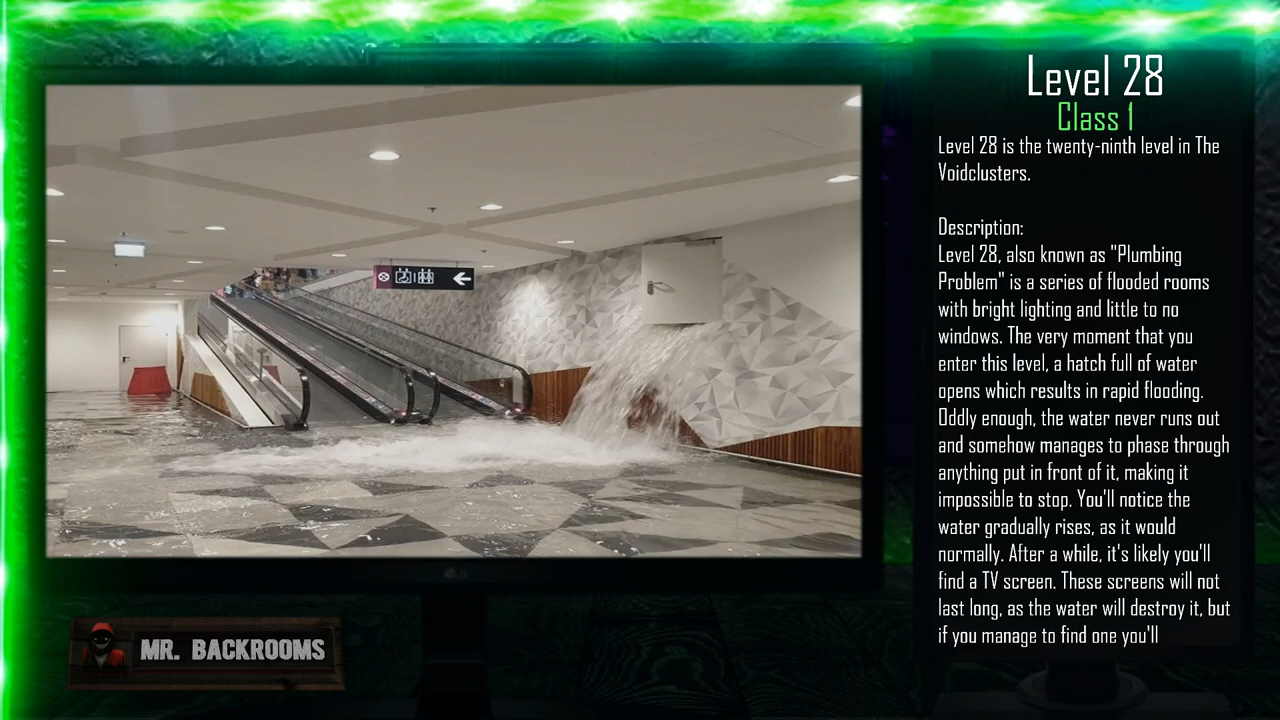 Level 28
Class 1
Level 28 is the twenty-ninth level in The
Voidclusters.
Description:
Level 28, also known as "Plumbing
Problem" is a series of flooded rooms
with bright lighting and little to no
windows. The very moment that you
enter this level, a hatch full of water
opens which results in rapid flooding.
Oddly enough, the water never runs out
and somehow manages to phase through
anything put in front of it, making it
impossible to stop. You'll notice the
water gradually rises, as it would
normally. After a while, it's likely you'll
find a TV screen. These screens will not
last long, as the water will destroy it, but
if you manage to find one you'll
MR. BACKROOMS